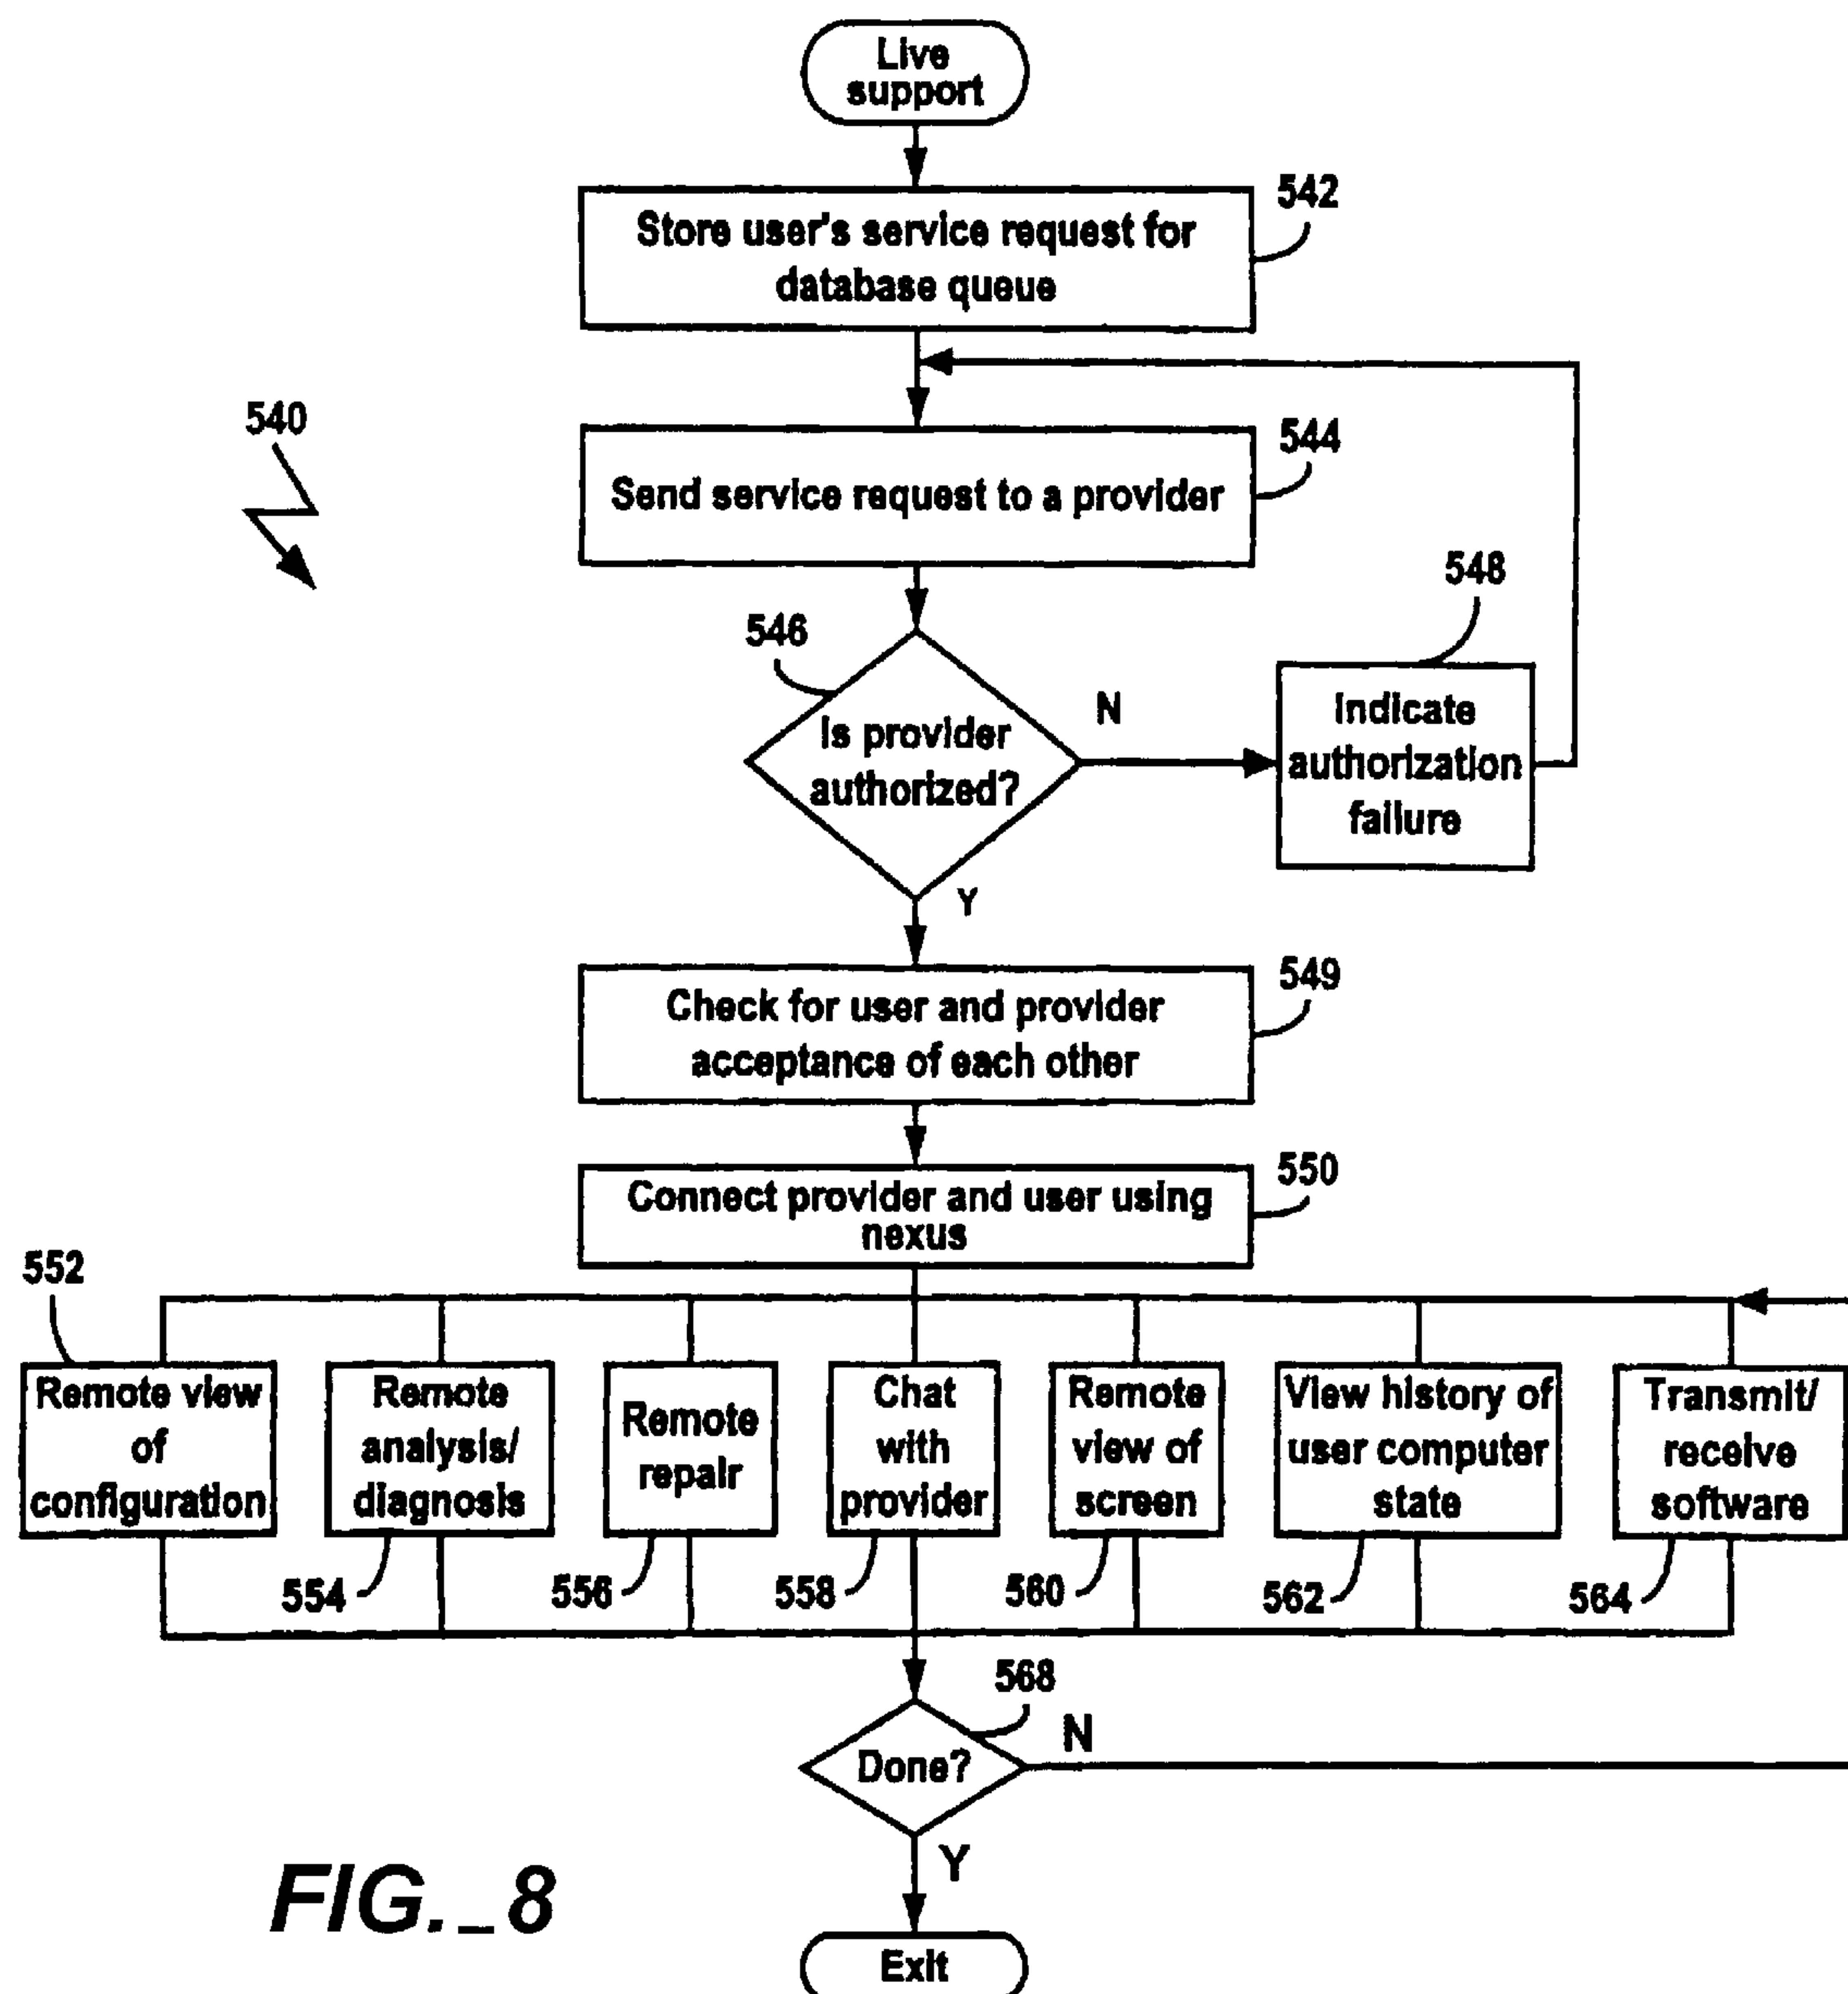 Live
support
542
Store user's service request for
database queue
540
544
Send service request to a provider
548
546
Is provider
authorized?
N
Indicate
authorization
failure
Y
549
Check for user and provider
acceptance of each other
550
Connect provider and user using
nexus
552
Remote view
of
configuration
Remote
analysis/
diagnosis
Remote
repair
Chat
with
provider
Remote
view of
screen
View history of
user computer
state
Transmit/
receive
software
554
556
558
560
562
564
568
Done?
N
Y
FIG._8
Exit